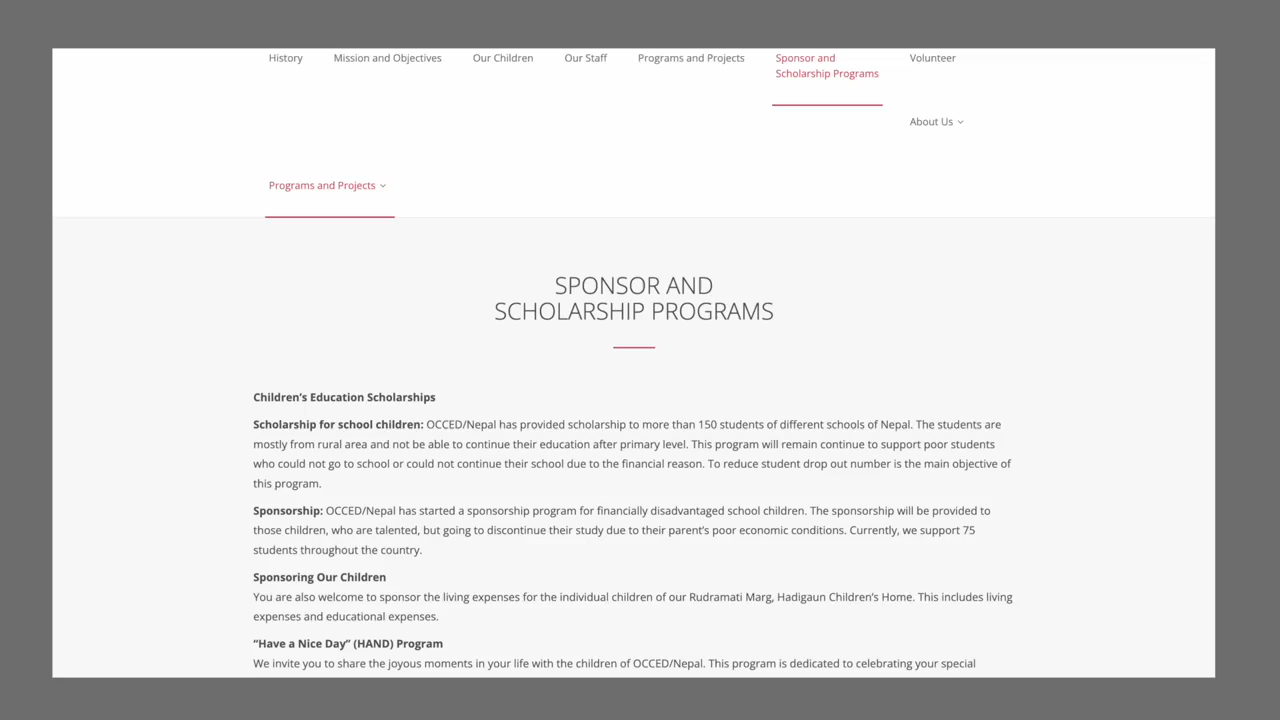 History Mission and Objectives Our Children Our Staff Programs and Projects Sponsor and Scholarship Programs Volunteer
About Us
Programs and Projects
SPONSOR AND
SCHOLARSHIP PROGRAMS
Children’s Education Scholarships
Scholarship for school children: OCCED/Nepal has provided scholarship to more than 150 students of different schools of Nepal. The students are
mostly from rural area and not be able to continue their education after primary level. This program will remain continue to support poor students
who could not go to school or could not continue their school due to the financial reason. To reduce student drop out number is the main objective of
this program.
Sponsorship: OCCED/Nepal has started a sponsorship program for financially disadvantaged school children. The sponsorship will be provided to
those children, who are talented, but going to discontinue their study due to their parent’s poor economic conditions. Currently, we support 75
students throughout the country.
Sponsoring Our Children
You are also welcome to sponsor the living expenses for the individual children of our Rudramati Marg, Hadigaun Children’s Home. This includes living
expenses and educational expenses.
“Have a Nice Day” (HAND) Program
We invite you to share the joyous moments in your life with the children of OCCED/Nepal. This program is dedicated to celebrating your special